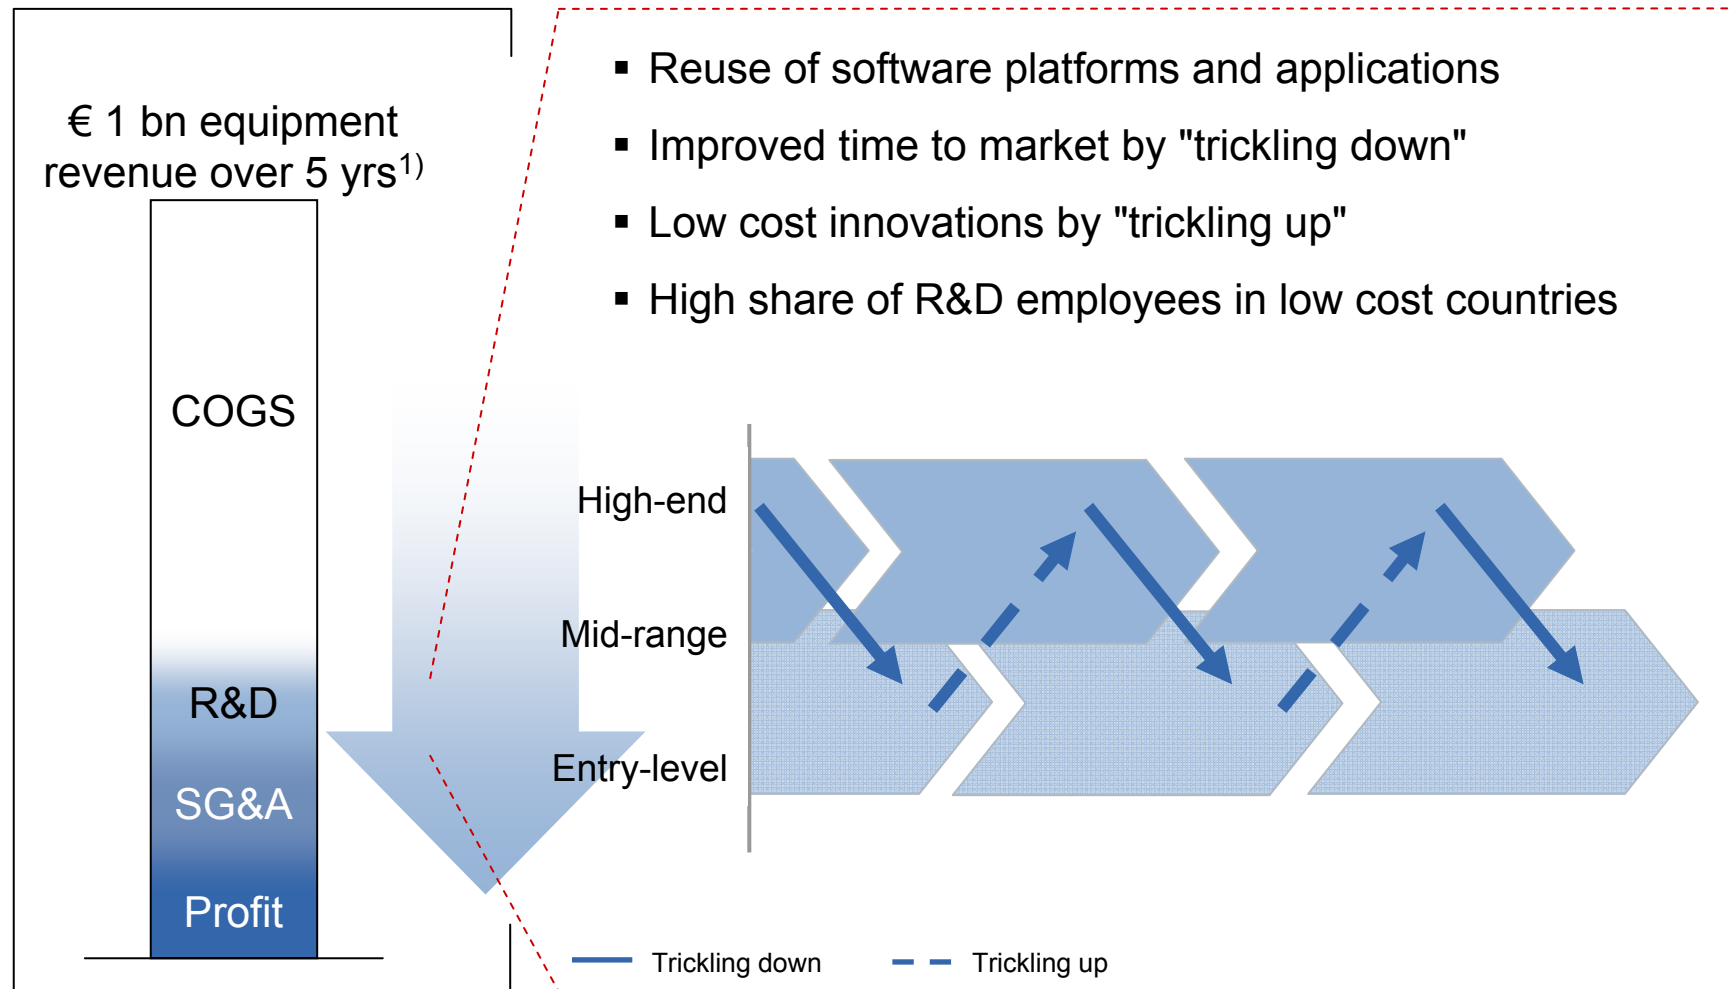 € 1 bn equipment
revenue over 5 yrs1)
COGS
R&D
SG&A
Profit
▪ Reuse of software platforms and applications
▪ Improved time to market by "trickling down"
▪ Low cost innovations by "trickling up"
▪ High share of R&D employees in low cost countries
High-end
Mid-range
Entry-level
Trickling down
Trickling up